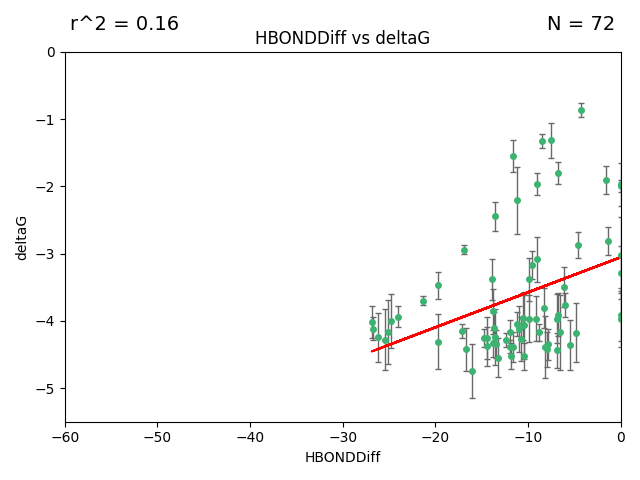 r^2 = 0.16
N = 72
HBONDDiff vs deltaG
0
−1
−2
−3
−4
−5
deltaG
−60
−50
−40
−30
−20
−10
0
HBONDDiff